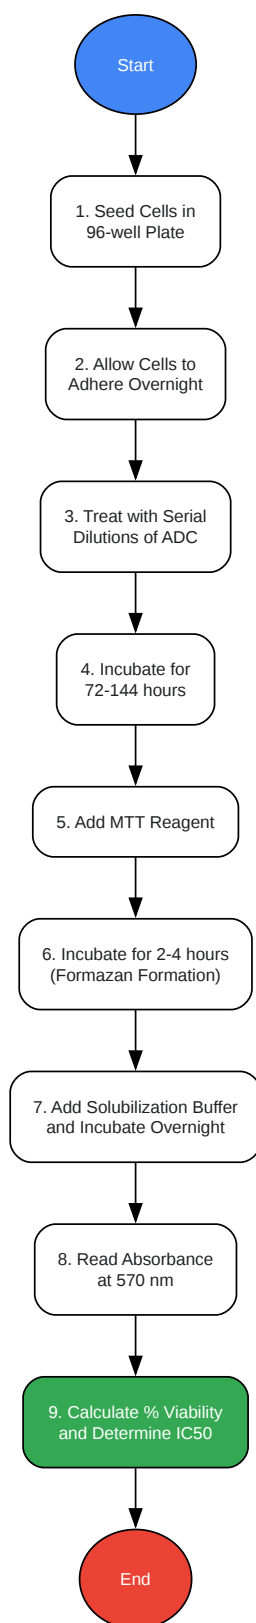 Start
1. Seed Cells in
96-well Plate
2. Allow Cells to
Adhere Overnight
3. Treat with Serial
Dilutions of ADC
4. Incubate for
72-144 hours
5. Add MTT Reagent
6. Incubate for 2-4 hours
(Formazan Formation)
7. Add Solubilization Buffer
and Incubate Overnight
8. Read Absorbance
at 570 nm
9. Calculate % Viability
and Determine IC50
End